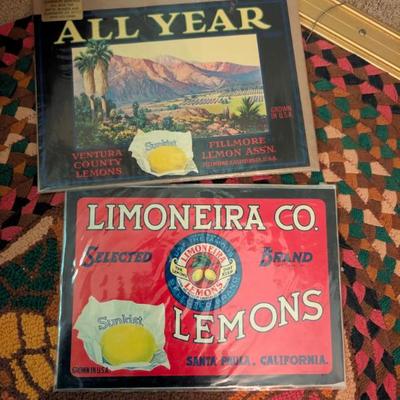 ALL YEAR
GROWN
IN U.S.A.
Sunkist
VENTURA
COUNTY
LEMONS
FILLMORE
LEMON ASSN.
FILLMORE, CALIFORNIA, U.S.A.
LIMONEIRA CO.
SELECTED
BRAND
LIMONEIRA
LEMONS
Sunkist
LEMONS
GROWN IN U.S.A.
SANTA PAULA, CALIFORNIA.